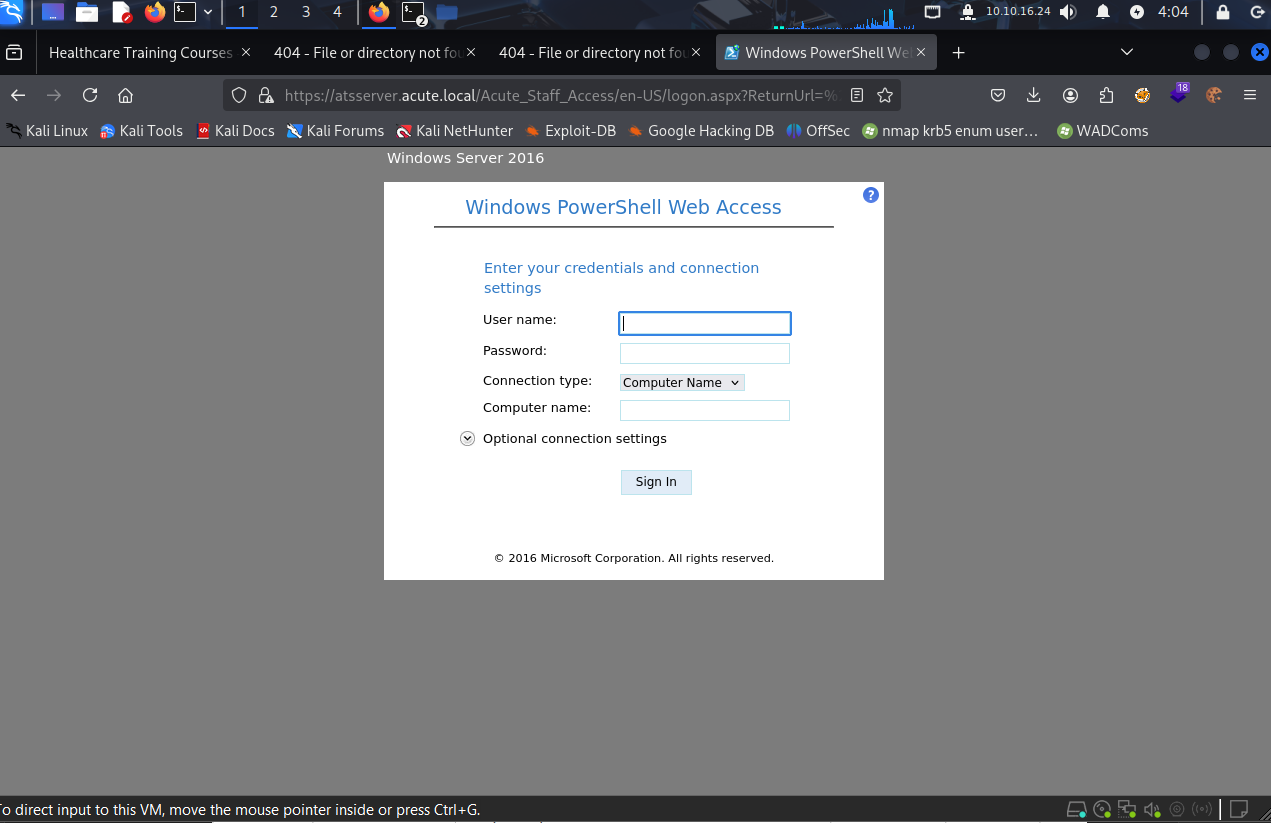 1 2 3 4 2 10.10.16.24 4:04
Healthcare Training Courses 404 - File or directory not fou 404 - File or directory not fou Windows PowerShell We
https://atsserver.acute.local/Acute_Staff_Access/en-US/logon.aspx?ReturnUrl=% 18
Kali Linux Kali Tools Kali Docs Kali Forums Kali NetHunter Exploit-DB Google Hacking DB OffSec nmap krb5 enum user… WADComs
Windows Server 2016
Windows PowerShell Web Access ?
Enter your credentials and connection
settings
User name:
Password:
Connection type: Computer Name
Computer name:
Optional connection settings
Sign In
© 2016 Microsoft Corporation. All rights reserved.
To direct input to this VM, move the mouse pointer inside or press Ctrl+G.